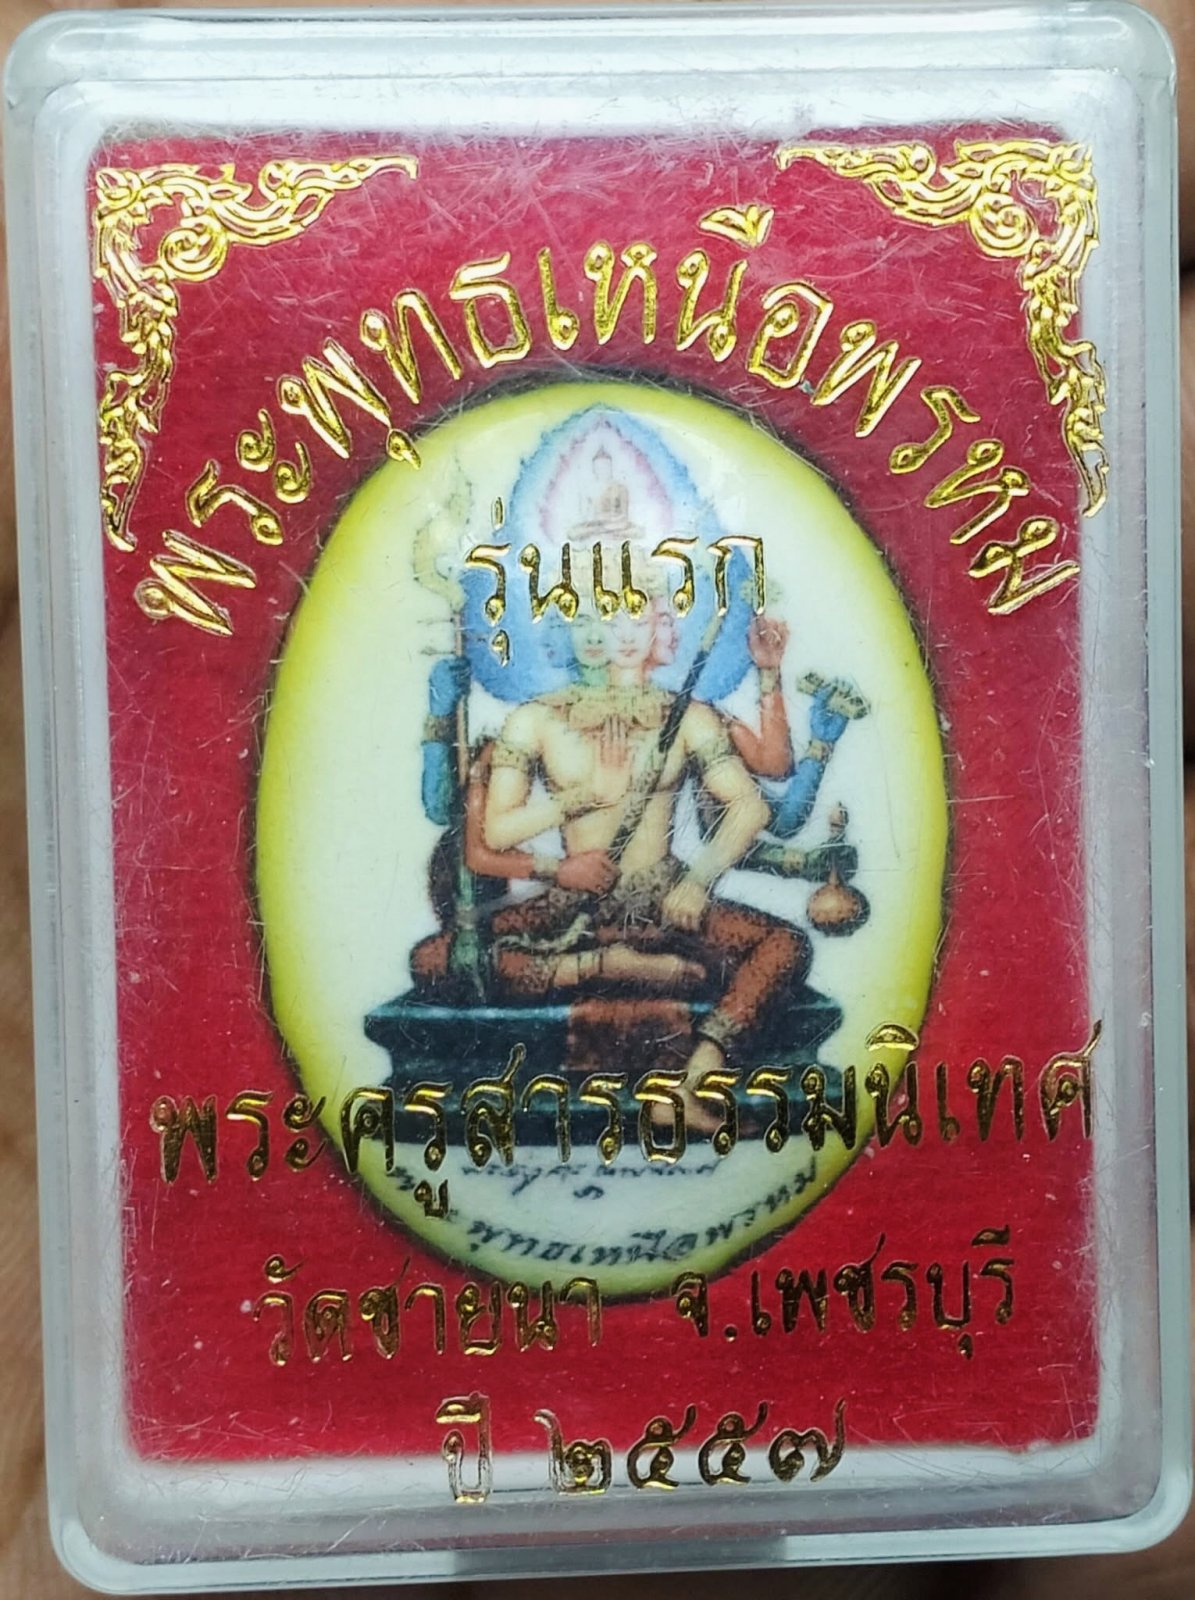 พระพุทธเหนือพรหม
รุ่นแรก
พระครูสารธรรมนิเทศ
พุทธเหนือพรหม
วัดชายนา จ.เพชรบุรี
ปี ๒๕๕๗